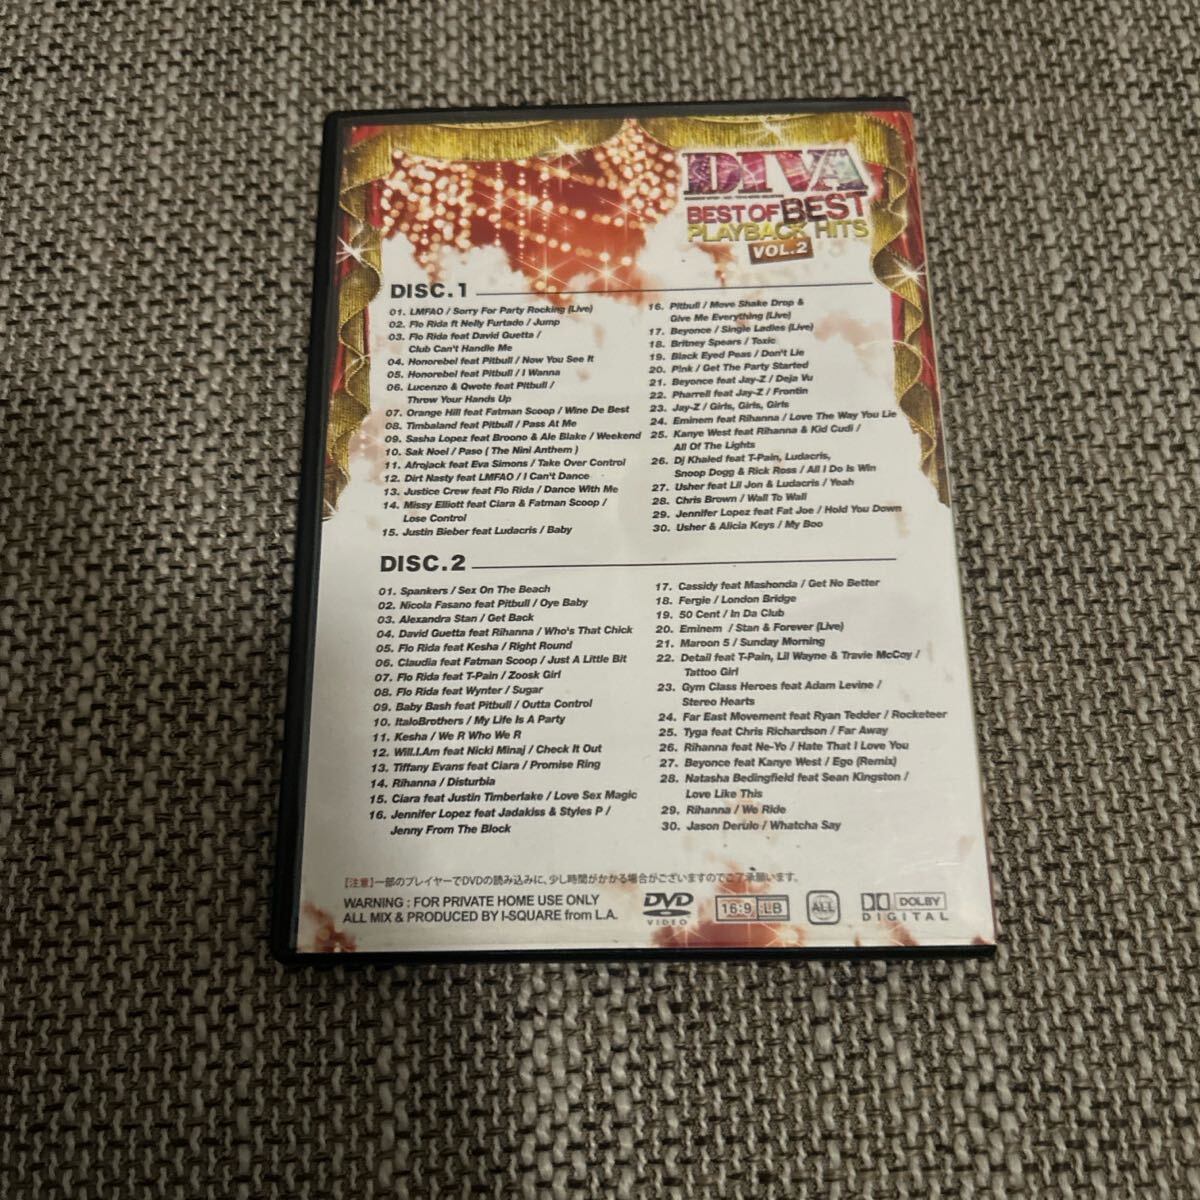 DIVA
BEST OF BEST
PLAYBACK HITS
VOL.2
DISC.1
01. LMFAO / Sorry For Party Rocking (Live)
02. Flo Rida ft Nelly Furtado / Jump
03. Flo Rida feat David Guetta /
Club Can't Handle Me
04. Honorebel feat Pitbull / Now You See It
05. Honorebel feat Pitbull / I Wanna
06. Lucenzo & Qwote feat Pitbull /
Throw Your Hands Up
07. Orange Hill feat Fatman Scoop / Wine De Best
08. Timbaland feat Pitbull / Pass At Me
09. Sasha Lopez feat Broono & Ale Blake / Weekend
10. Sak Noel / Paso ( The Nini Anthem )
11. Afrojack feat Eva Simons / Take Over Control
12. Dirt Nasty feat LMFAO / I Can't Dance
13. Justice Crew feat Flo Rida / Dance With Me
14. Missy Elliott feat Ciara & Fatman Scoop /
Lose Control
15. Justin Bieber feat Ludacris / Baby
16. Pitbull / Move Shake Drop &
Give Me Everything (Live)
17. Beyonce / Single Ladies (Live)
18. Britney Spears / Toxic
19. Black Eyed Peas / Don't Lie
20. P!nk / Get The Party Started
21. Beyonce feat Jay-Z / Deja Vu
22. Pharrell feat Jay-Z / Frontin
23. Jay-Z / Girls, Girls, Girls
24. Eminem feat Rihanna / Love The Way You Lie
25. Kanye West feat Rihanna & Kid Cudi /
All Of The Lights
26. Dj Khaled feat T-Pain, Ludacris,
Snoop Dogg & Rick Ross / All I Do Is Win
27. Usher feat Lil Jon & Ludacris / Yeah
28. Chris Brown / Wall To Wall
29. Jennifer Lopez feat Fat Joe / Hold You Down
30. Usher & Alicia Keys / My Boo
DISC.2
01. Spankers / Sex On The Beach
02. Nicola Fasano feat Pitbull / Oye Baby
03. Alexandra Stan / Get Back
04. David Guetta feat Rihanna / Who's That Chick
05. Flo Rida feat Kesha / Right Round
06. Claudia feat Fatman Scoop / Just A Little Bit
07. Flo Rida feat T-Pain / Zoosk Girl
08. Flo Rida feat Wynter / Sugar
09. Baby Bash feat Pitbull / Outta Control
10. ItaloBrothers / My Life Is A Party
11. Kesha / We R Who We R
12. Will.I.Am feat Nicki Minaj / Check It Out
13. Tiffany Evans feat Ciara / Promise Ring
14. Rihanna / Disturbia
15. Ciara feat Justin Timberlake / Love Sex Magic
16. Jennifer Lopez feat Jadakiss & Styles P /
Jenny From The Block
17. Cassidy feat Mashonda / Get No Better
18. Fergie / London Bridge
19. 50 Cent / In Da Club
20. Eminem / Stan & Forever (Live)
21. Maroon 5 / Sunday Morning
22. Detail feat T-Pain, Lil Wayne & Travie McCoy /
Tattoo Girl
23. Gym Class Heroes feat Adam Levine /
Stereo Hearts
24. Far East Movement feat Ryan Tedder / Rocketeer
25. Tyga feat Chris Richardson / Far Away
26. Rihanna feat Ne-Yo / Hate That I Love You
27. Beyonce feat Kanye West / Ego (Remix)
28. Natasha Bedingfield feat Sean Kingston /
Love Like This
29. Rihanna / We Ride
30. Jason Derulo / Whatcha Say
【注意】一部のプレイヤーでDVDの読み込みに、少し時間がかかる場合がございますのでご了承願います。
WARNING : FOR PRIVATE HOME USE ONLY
ALL MIX & PRODUCED BY I-SQUARE from L.A.
DVD
VIDEO
16:9 LB
ALL
DOLBY
DIGITAL